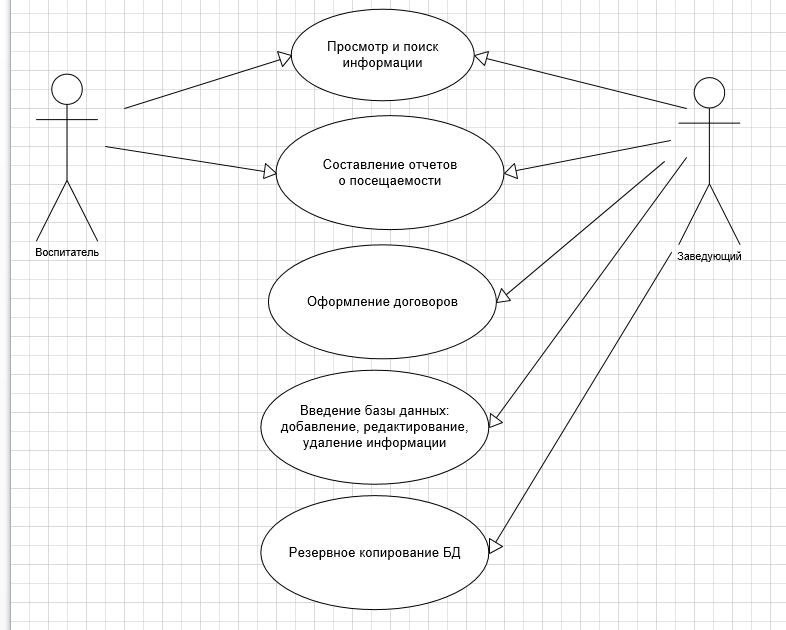 Просмотр и поиск
информации
Составление отчетов
о посещаемости
Воспитатель
Заведующий
Оформление договоров
Введение базы данных:
добавление, редактирование,
удаление информации
Резервное копирование БД